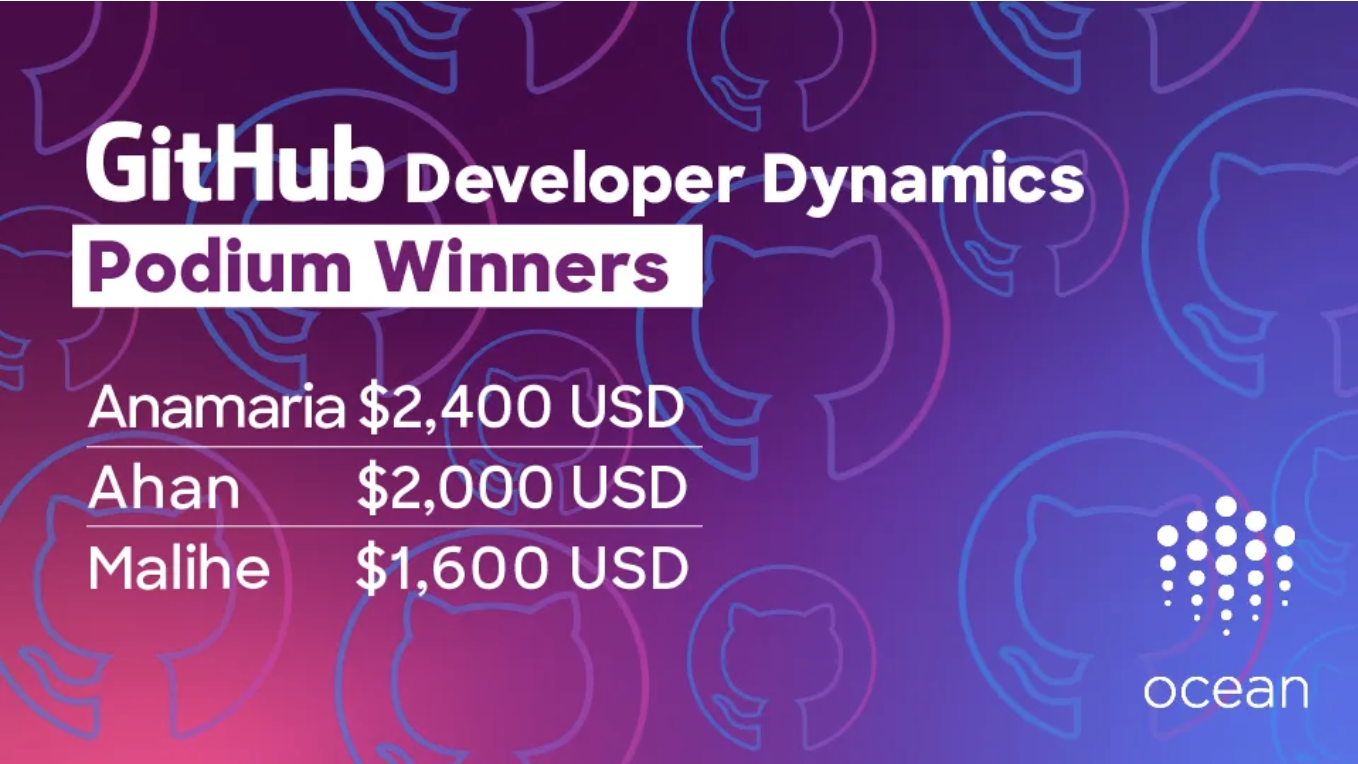 GitHub Developer Dynamics
Podium Winners
Anamaria $2,400 USD
Ahan $2,000 USD
Malihe $1,600 USD
ocean